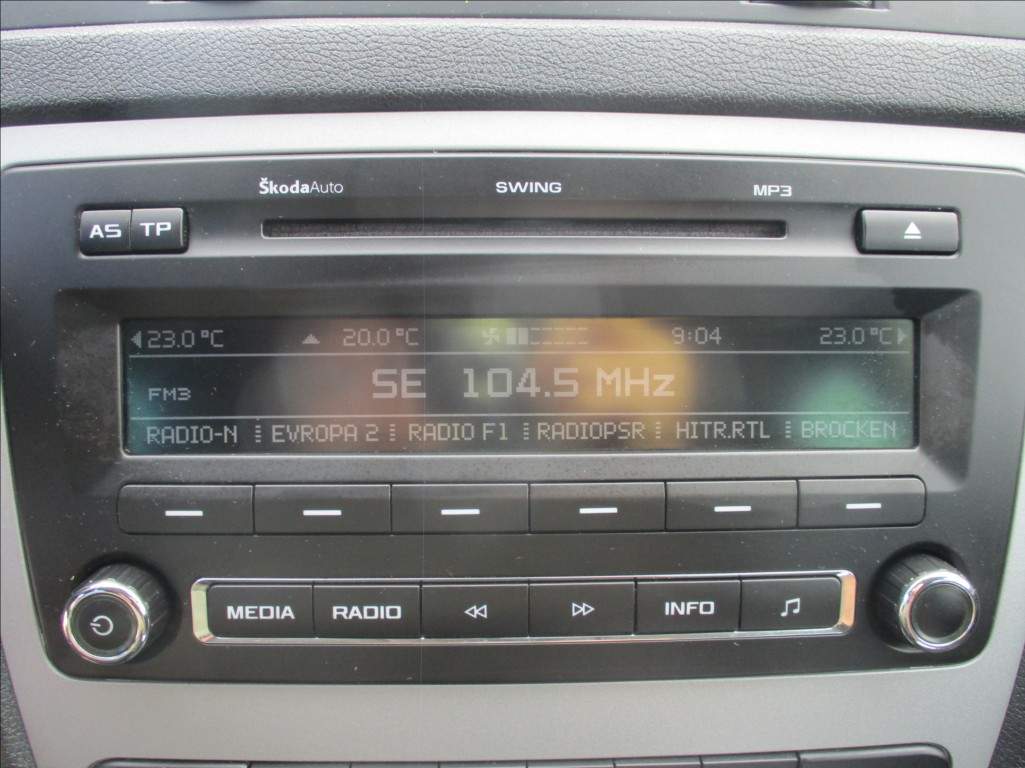 ŠkodaAuto SWING MP3
AS TP
23.0°C 20.0°C 9:04 23.0°C
FM3 SE 104.5 MHz
RADIO-N EVROPA 2 RADIO F1 RADIOPSR HITR.RTL BROCKEN
MEDIA RADIO INFO